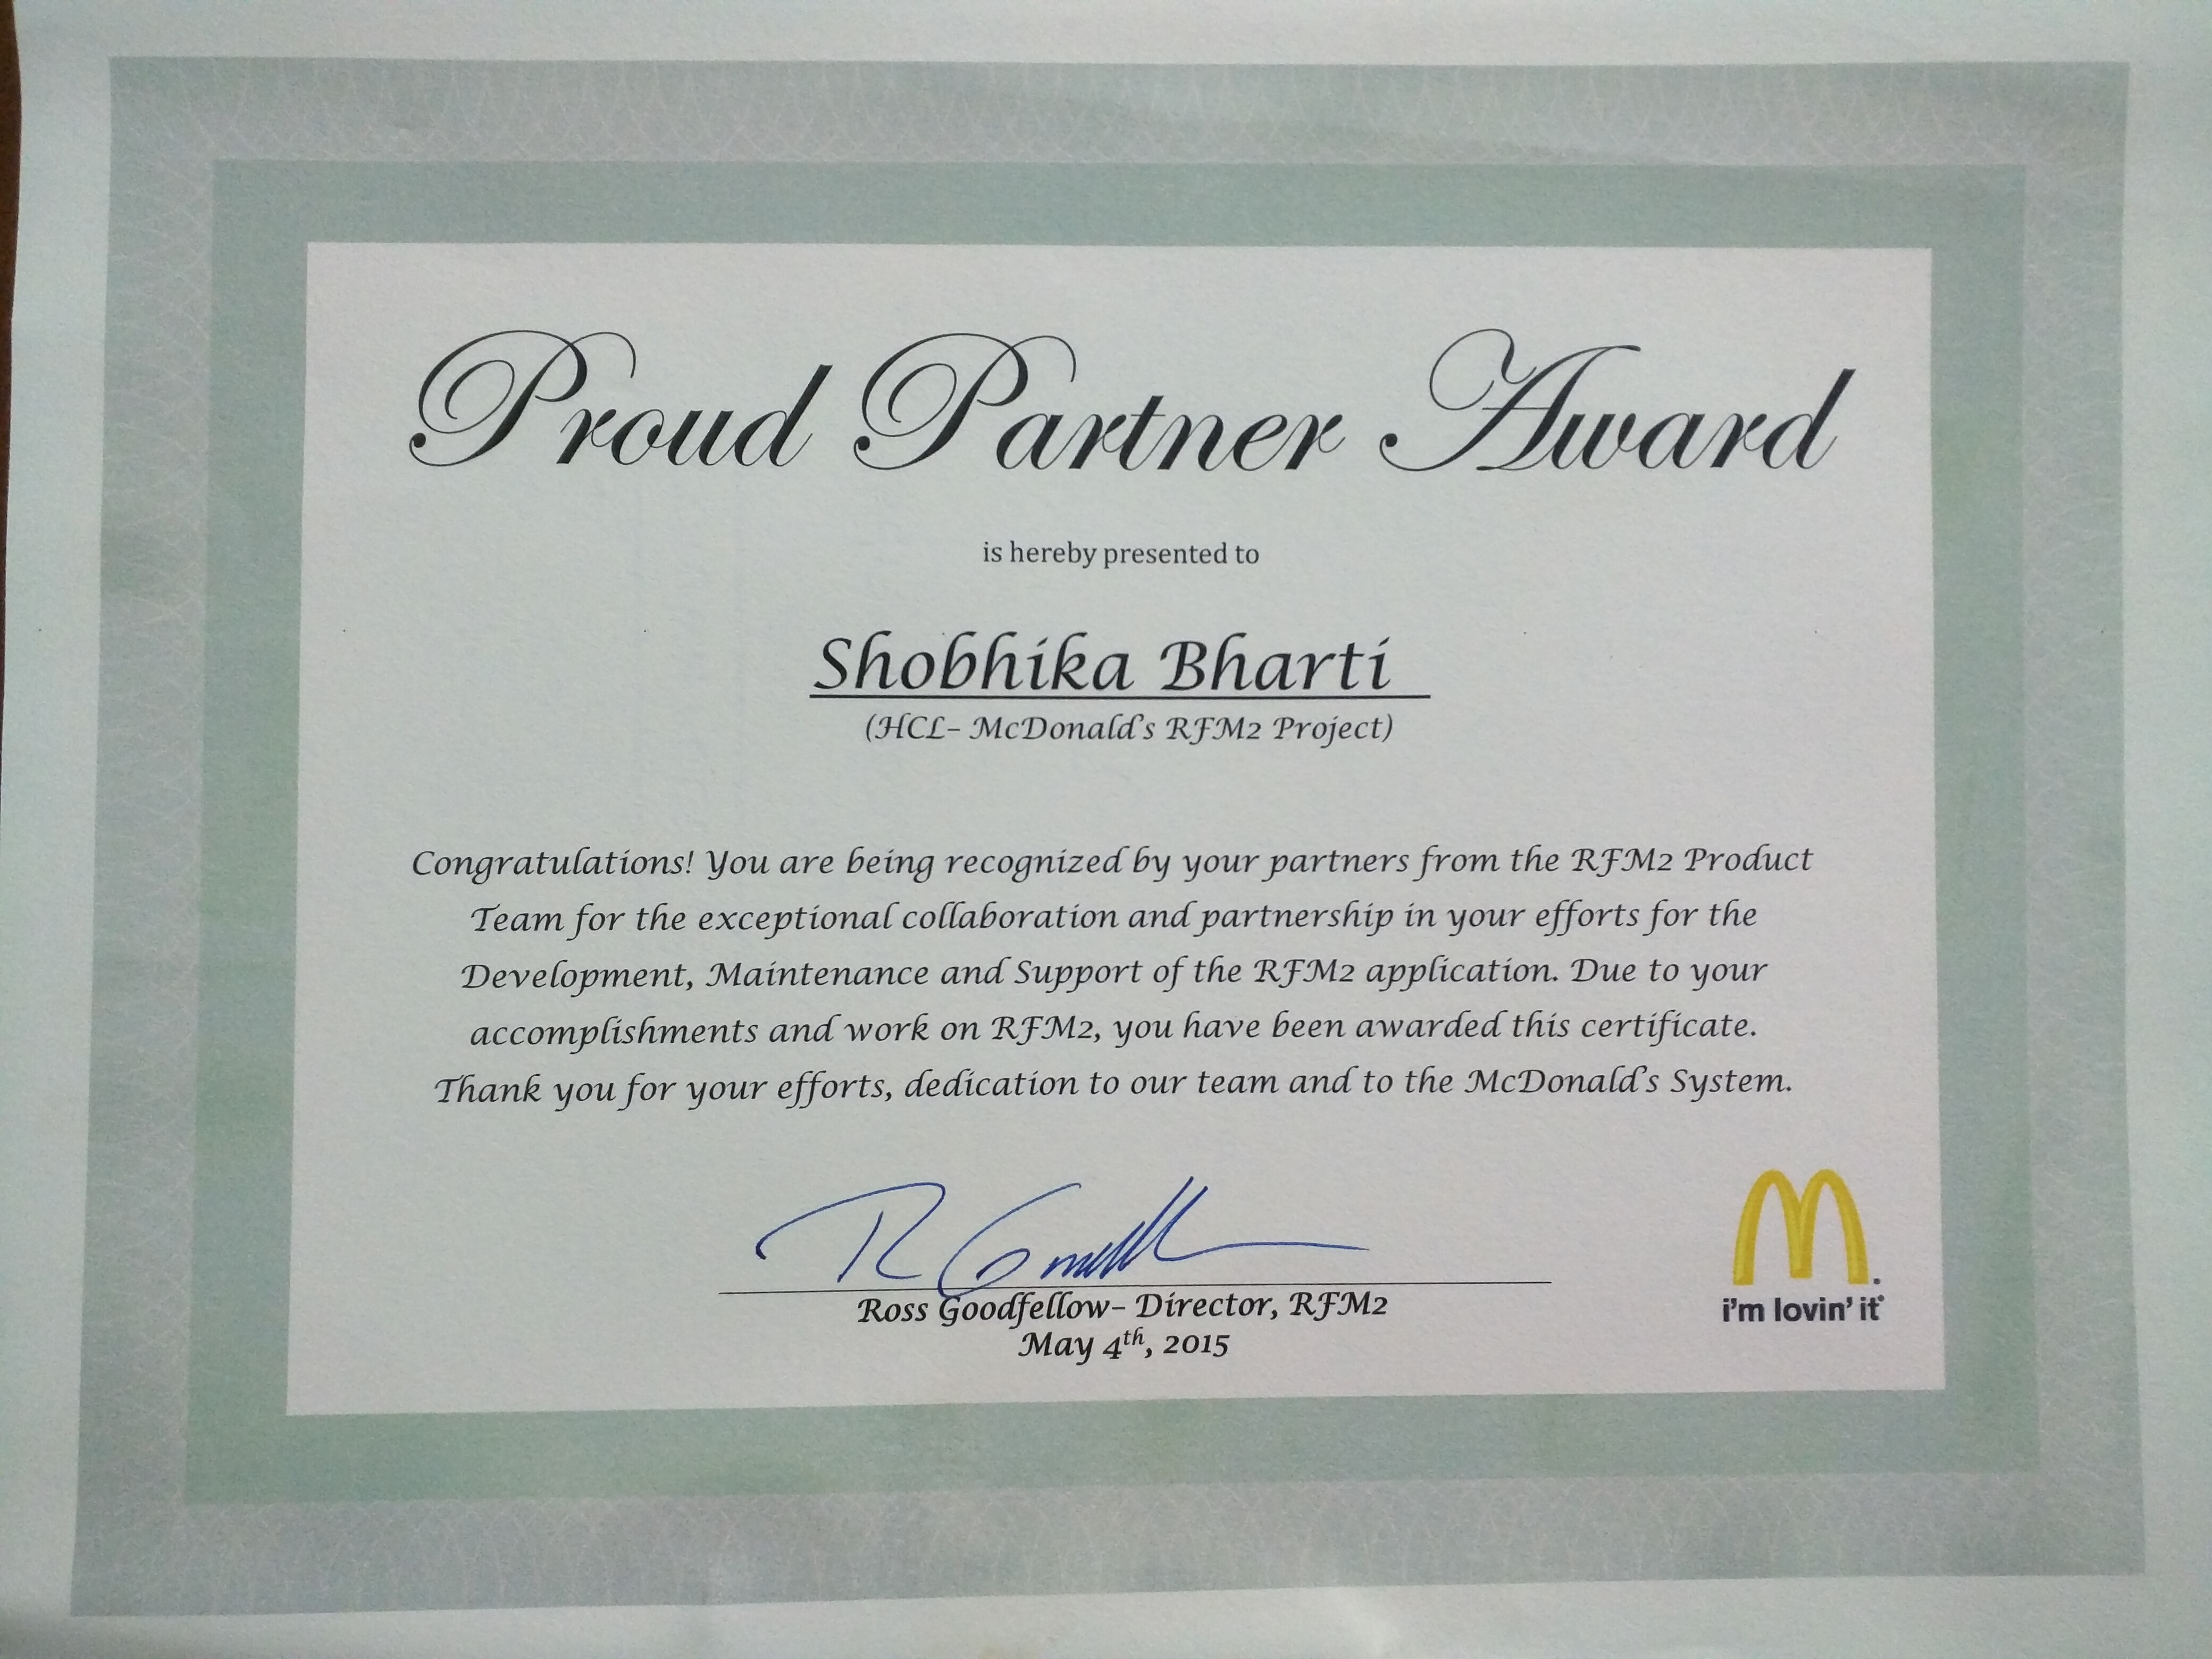 Proud Partner Award
is hereby presented to
Shobhika Bharti
(HCL– McDonald's RFM2 Project)
Congratulations! You are being recognized by your partners from the RFM2 Product
Team for the exceptional collaboration and partnership in your efforts for the
Development, Maintenance and Support of the RFM2 application. Due to your
accomplishments and work on RFM2, you have been awarded this certificate.
Thank you for your efforts, dedication to our team and to the McDonald's System.
Ross Goodfellow– Director, RFM2
May 4th, 2015
i'm lovin' it®